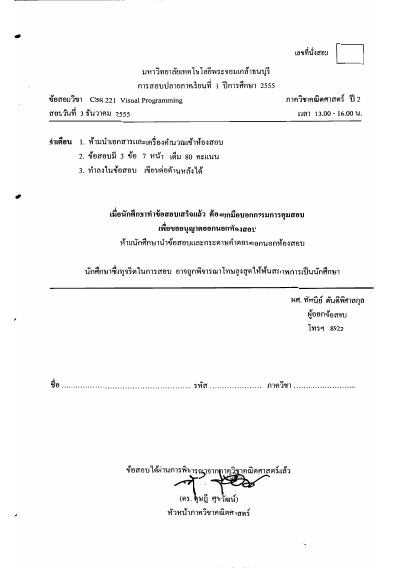 เลขที่นั่งสอบ
มหาวิทยาลัยเทคโนโลยีพระจอมเกล้าธนบุรี
การสอบปลายภาคเรียนที่ 1 ปีการศึกษา 2555
ข้อสอบวิชา CSS 221 Visual Programming ภาควิชาคณิตศาสตร์ ปี 2
สอบวันที่ 3 ธันวาคม 2555 เวลา 13.00 - 16.00 น.
คำเตือน 1. ห้ามนำเอกสารและเครื่องคำนวณเข้าห้องสอบ
2. ข้อสอบมี 3 ข้อ 7 หน้า เต็ม 80 คะแนน
3. ทำลงในข้อสอบ เขียนต่อด้านหลังได้
เมื่อนักศึกษาทำข้อสอบเสร็จแล้ว ต้องยกมือบอกกรรมการคุมสอบ
เพื่อขออนุญาตออกนอกห้องสอบ
ห้ามนักศึกษานำข้อสอบและกระดาษคำตอบออกนอกห้องสอบ
นักศึกษาซึ่งทุจริตในการสอบ อาจถูกพิจารณาโทษสูงสุดให้พ้นสภาพการเป็นนักศึกษา
ผศ. ทัศนีย์ ตันติพิศาลกุล
ผู้ออกข้อสอบ
โทรฯ 8922
ชื่อ ............................................ รหัส ..................... ภาควิชา .........................
ข้อสอบได้ผ่านการพิจารณาจากภาควิชาคณิตศาสตร์แล้ว
(ดร. ดุษฎี ศุขวัฒน์)
หัวหน้าภาควิชาคณิตศาสตร์